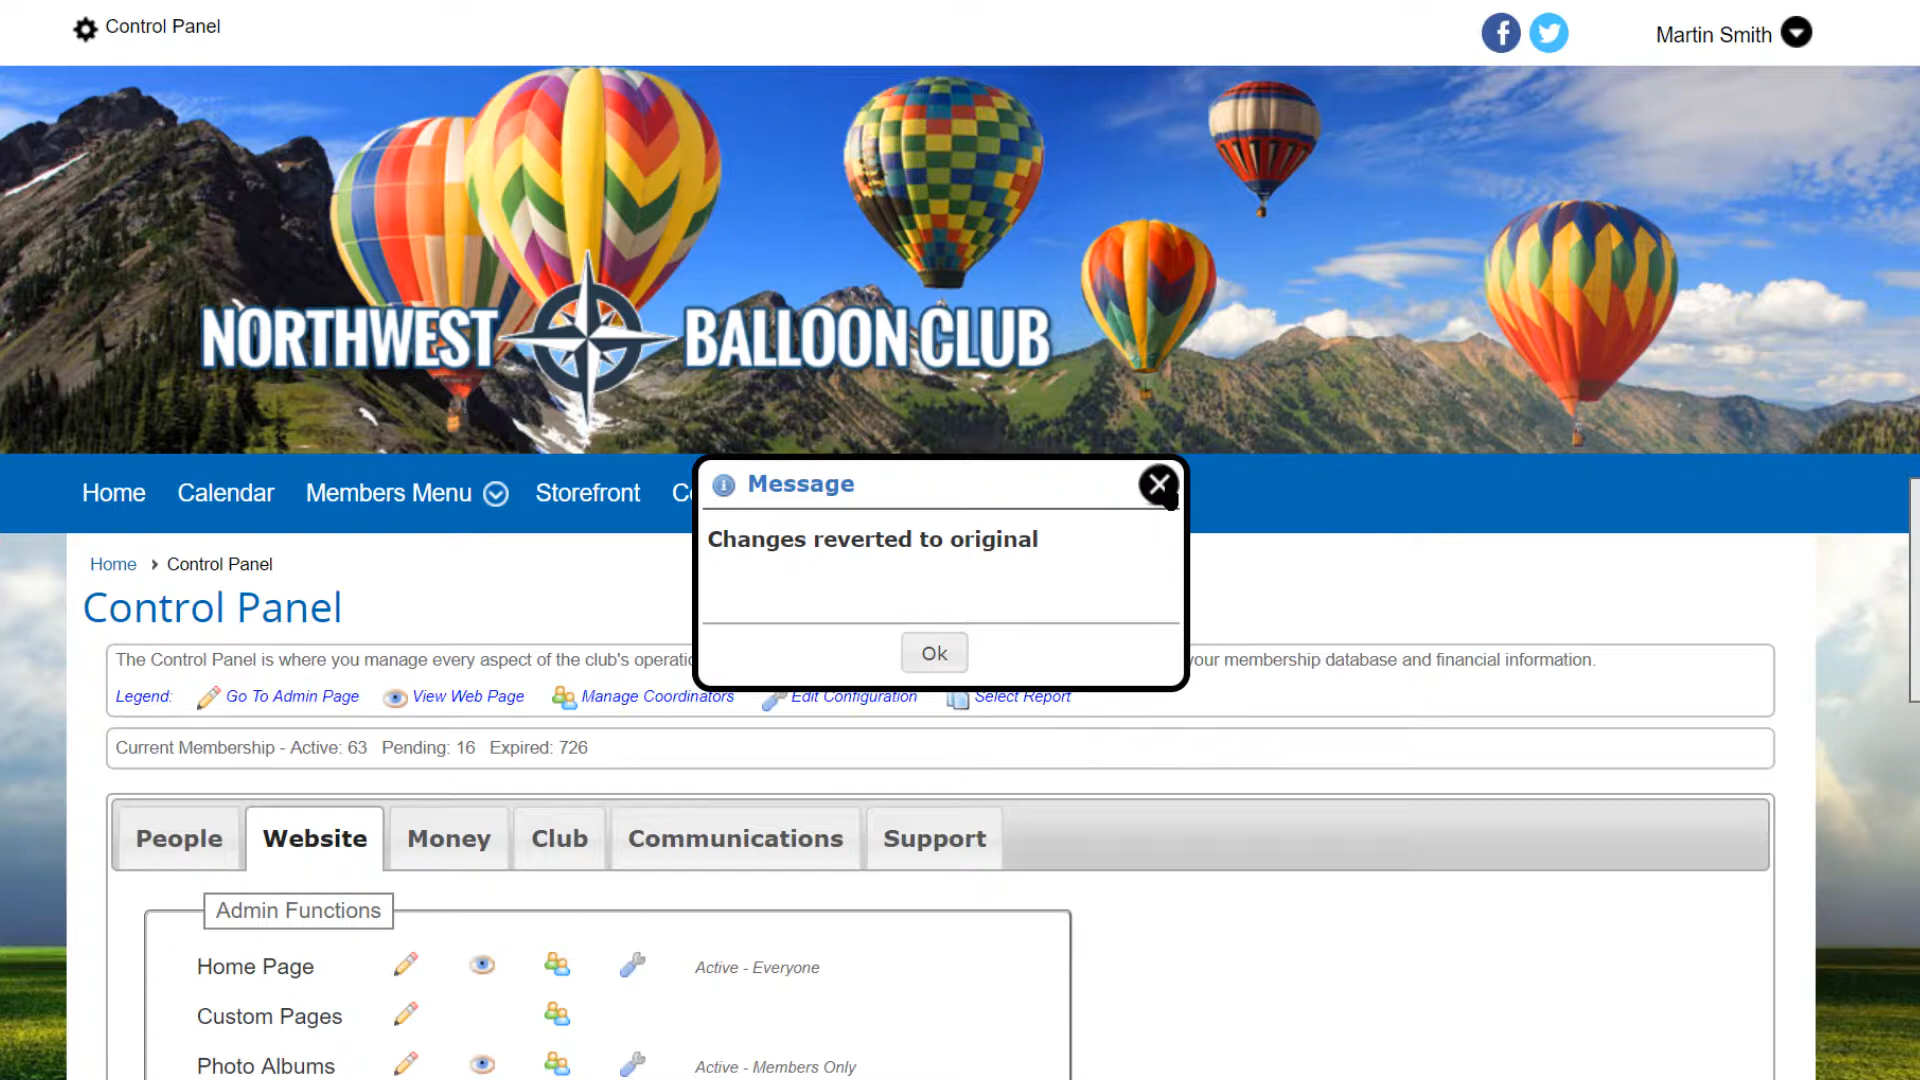 Control Panel
Martin Smith
NORTHWEST BALLOON CLUB
Home Calendar Members Menu Storefront
Message
Changes reverted to original
Ok
Home › Control Panel
Control Panel
The Control Panel is where you manage every aspect of the club's your membership database and financial information.
Legend: Go To Admin Page View Web Page Manage Coordinators Edit Configuration Select Report
Current Membership - Active: 63 Pending: 16 Expired: 726
People Website Money Club Communications Support
Admin Functions
Home Page Active - Everyone
Custom Pages
Photo Albums Active - Members Only